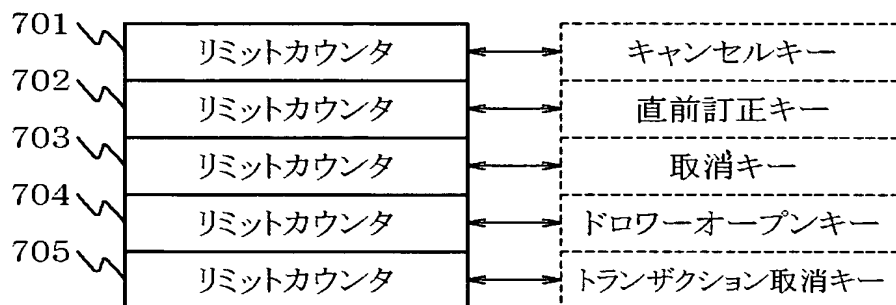 701 リミットカウンタ キャンセルキー
702 リミットカウンタ 直前訂正キー
703 リミットカウンタ 取消キー
704 リミットカウンタ ドロワーオープンキー
705 リミットカウンタ トランザクション取消キー